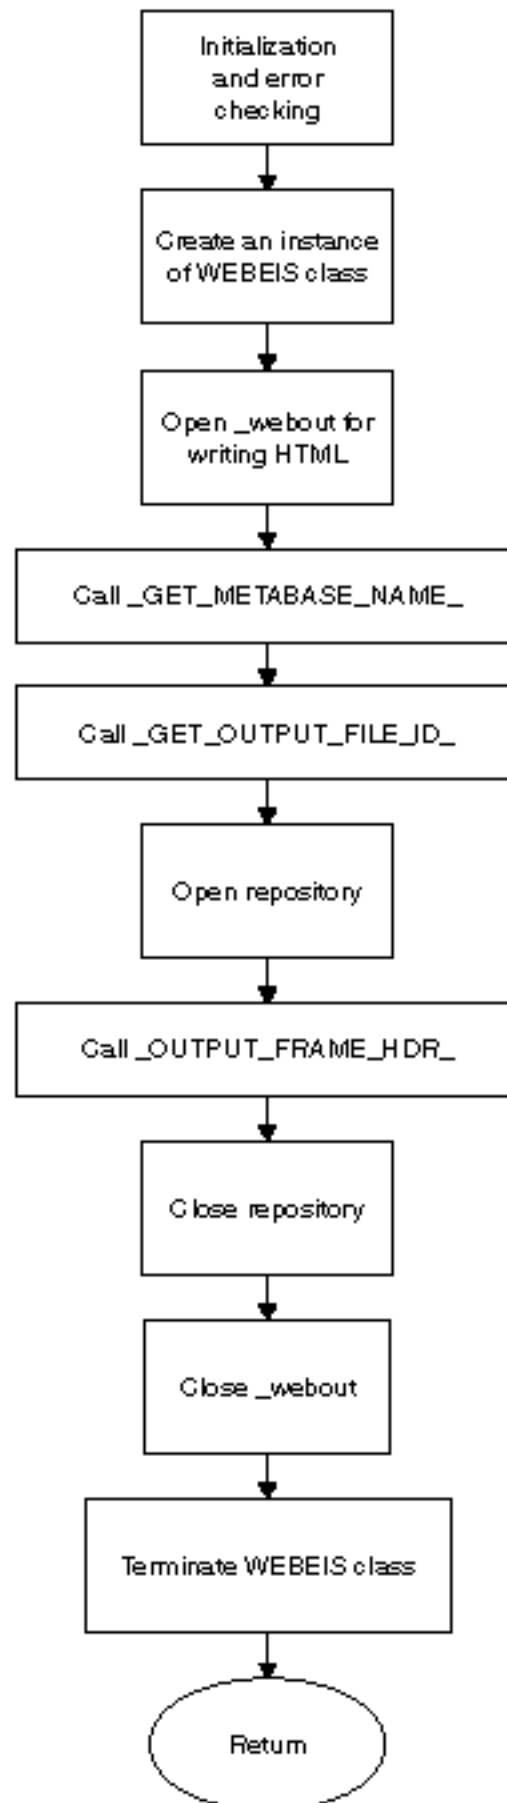 Initialization
and error
checking
Create an instance
of WEBEIS class
Open _webout for
writing HTML
Call _GET_METABASE_NAME_
Call _GET_OUTPUT_FILE_ID_
Open repository
Call _OUTPUT_FRAME_HDR_
Close repository
Close _webout
Terminate WEBEIS class
Return